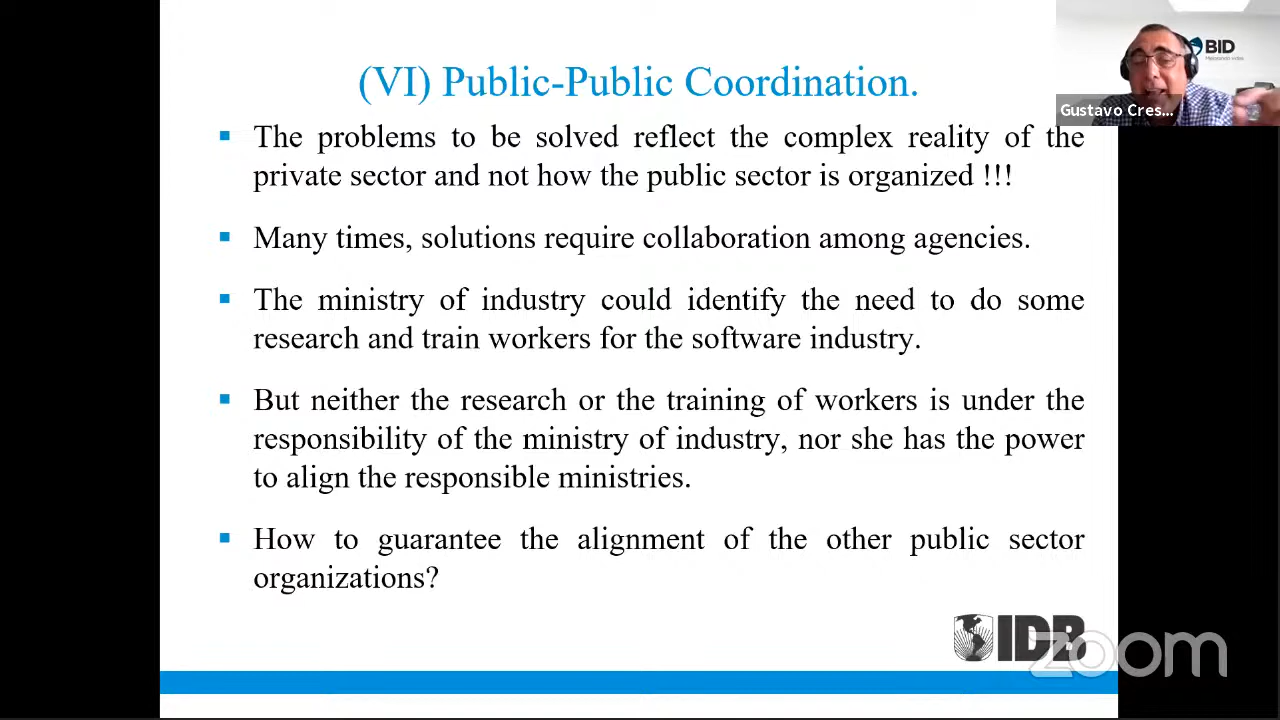 (VI) Public-Public Coordination.
BID
Gustavo Cres...
The problems to be solved reflect the complex reality of the
private sector and not how the public sector is organized !!!
Many times, solutions require collaboration among agencies.
The ministry of industry could identify the need to do some
research and train workers for the software industry.
But neither the research or the training of workers is under the
responsibility of the ministry of industry, nor she has the power
to align the responsible ministries.
How to guarantee the alignment of the other public sector
organizations?
IDB
zoom